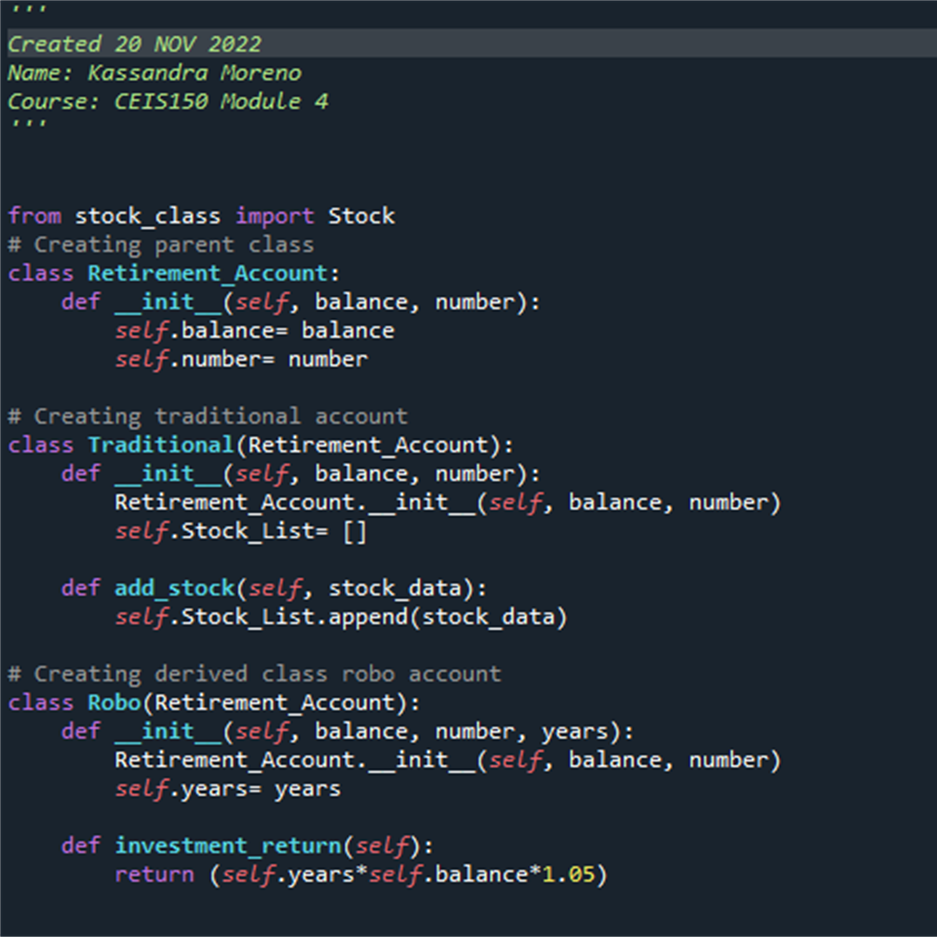 '''
Created 20 NOV 2022
Name: Kassandra Moreno
Course: CEIS150 Module 4
'''
from stock_class import Stock
# Creating parent class
class Retirement_Account:
    def __init__(self, balance, number):
        self.balance= balance
        self.number= number
# Creating traditional account
class Traditional(Retirement_Account):
    def __init__(self, balance, number):
        Retirement_Account.__init__(self, balance, number)
        self.Stock_List= []
    def add_stock(self, stock_data):
        self.Stock_List.append(stock_data)
# Creating derived class robo account
class Robo(Retirement_Account):
    def __init__(self, balance, number, years):
        Retirement_Account.__init__(self, balance, number)
        self.years= years
    def investment_return(self):
        return (self.years*self.balance*1.05)